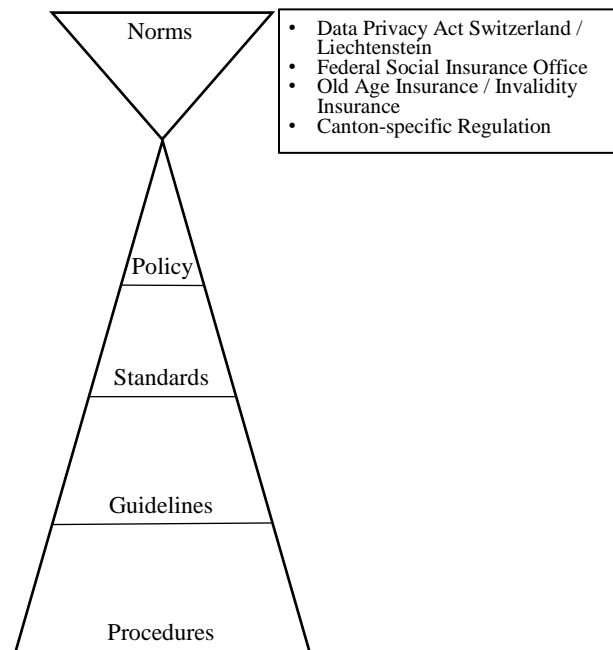 Norms
• Data Privacy Act Switzerland /
Liechtenstein
• Federal Social Insurance Office
• Old Age Insurance / Invalidity
Insurance
• Canton-specific Regulation
Policy
Standards
Guidelines
Procedures